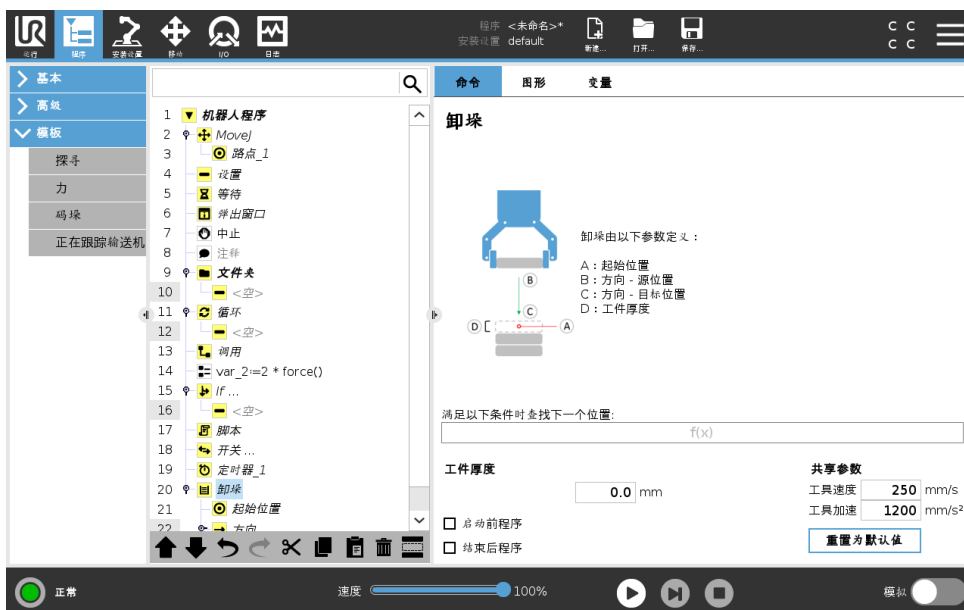 程序 <未命名>*
安装设置 default
运行 程序 安装设置 移动 I/O 日志 新建... 打开... 保存...
C C
C C
基本
高级
模板
探寻
力
码垛
正在跟踪输送机
1 机器人程序
2 MoveJ
3 路点_1
4 设置
5 等待
6 弹出窗口
7 中止
8 注释
9 文件夹
10 <空>
11 循环
12 <空>
13 调用
14 var_2:=2 * force()
15 If ...
16 <空>
17 脚本
18 开关 ...
19 定时器_1
20 卸垛
21 起始位置
22 方向
命令 图形 变量
卸垛
B
C
D
A
卸垛由以下参数定义：
A：起始位置
B：方向 - 源位置
C：方向 - 目标位置
D：工件厚度
满足以下条件时查找下一个位置:
f(x)
工件厚度
0.0 mm
启动前程序
结束后程序
共享参数
工具速度 250 mm/s
工具加速 1200 mm/s²
重置为默认值
正常
速度 100%
模拟